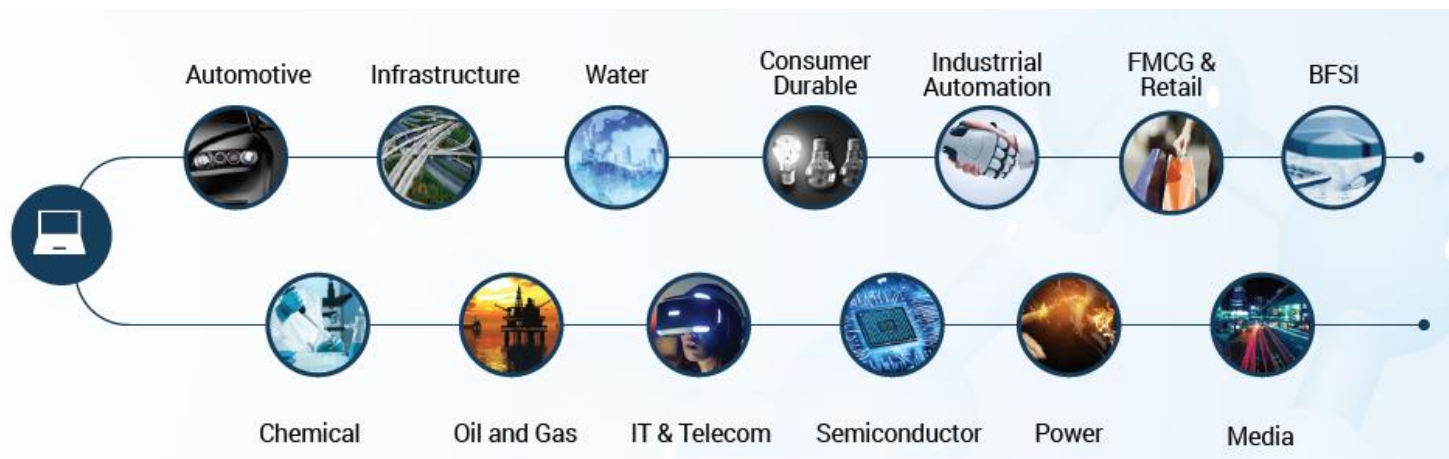 Automotive
Infrastructure
Water
Consumer
Durable
Industrrial
Automation
FMCG &
Retail
BFSI
Chemical
Oil and Gas
IT & Telecom
Semiconductor
Power
Media